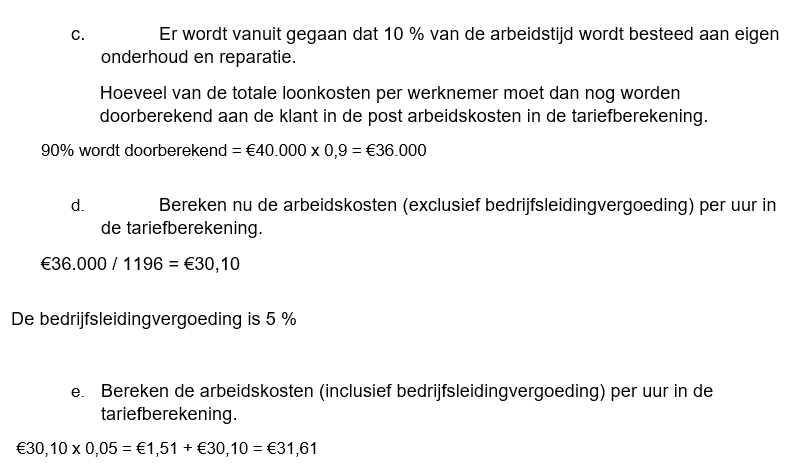 c. Er wordt vanuit gegaan dat 10 % van de arbeidstijd wordt besteed aan eigen
onderhoud en reparatie.
Hoeveel van de totale loonkosten per werknemer moet dan nog worden
doorberekend aan de klant in de post arbeidskosten in de tariefberekening.
90% wordt doorberekend = €40.000 x 0,9 = €36.000
d. Bereken nu de arbeidskosten (exclusief bedrijfsleidingvergoeding) per uur in
de tariefberekening.
€36.000 / 1196 = €30,10
De bedrijfsleidingvergoeding is 5 %
e. Bereken de arbeidskosten (inclusief bedrijfsleidingvergoeding) per uur in de
tariefberekening.
€30,10 x 0,05 = €1,51 + €30,10 = €31,61